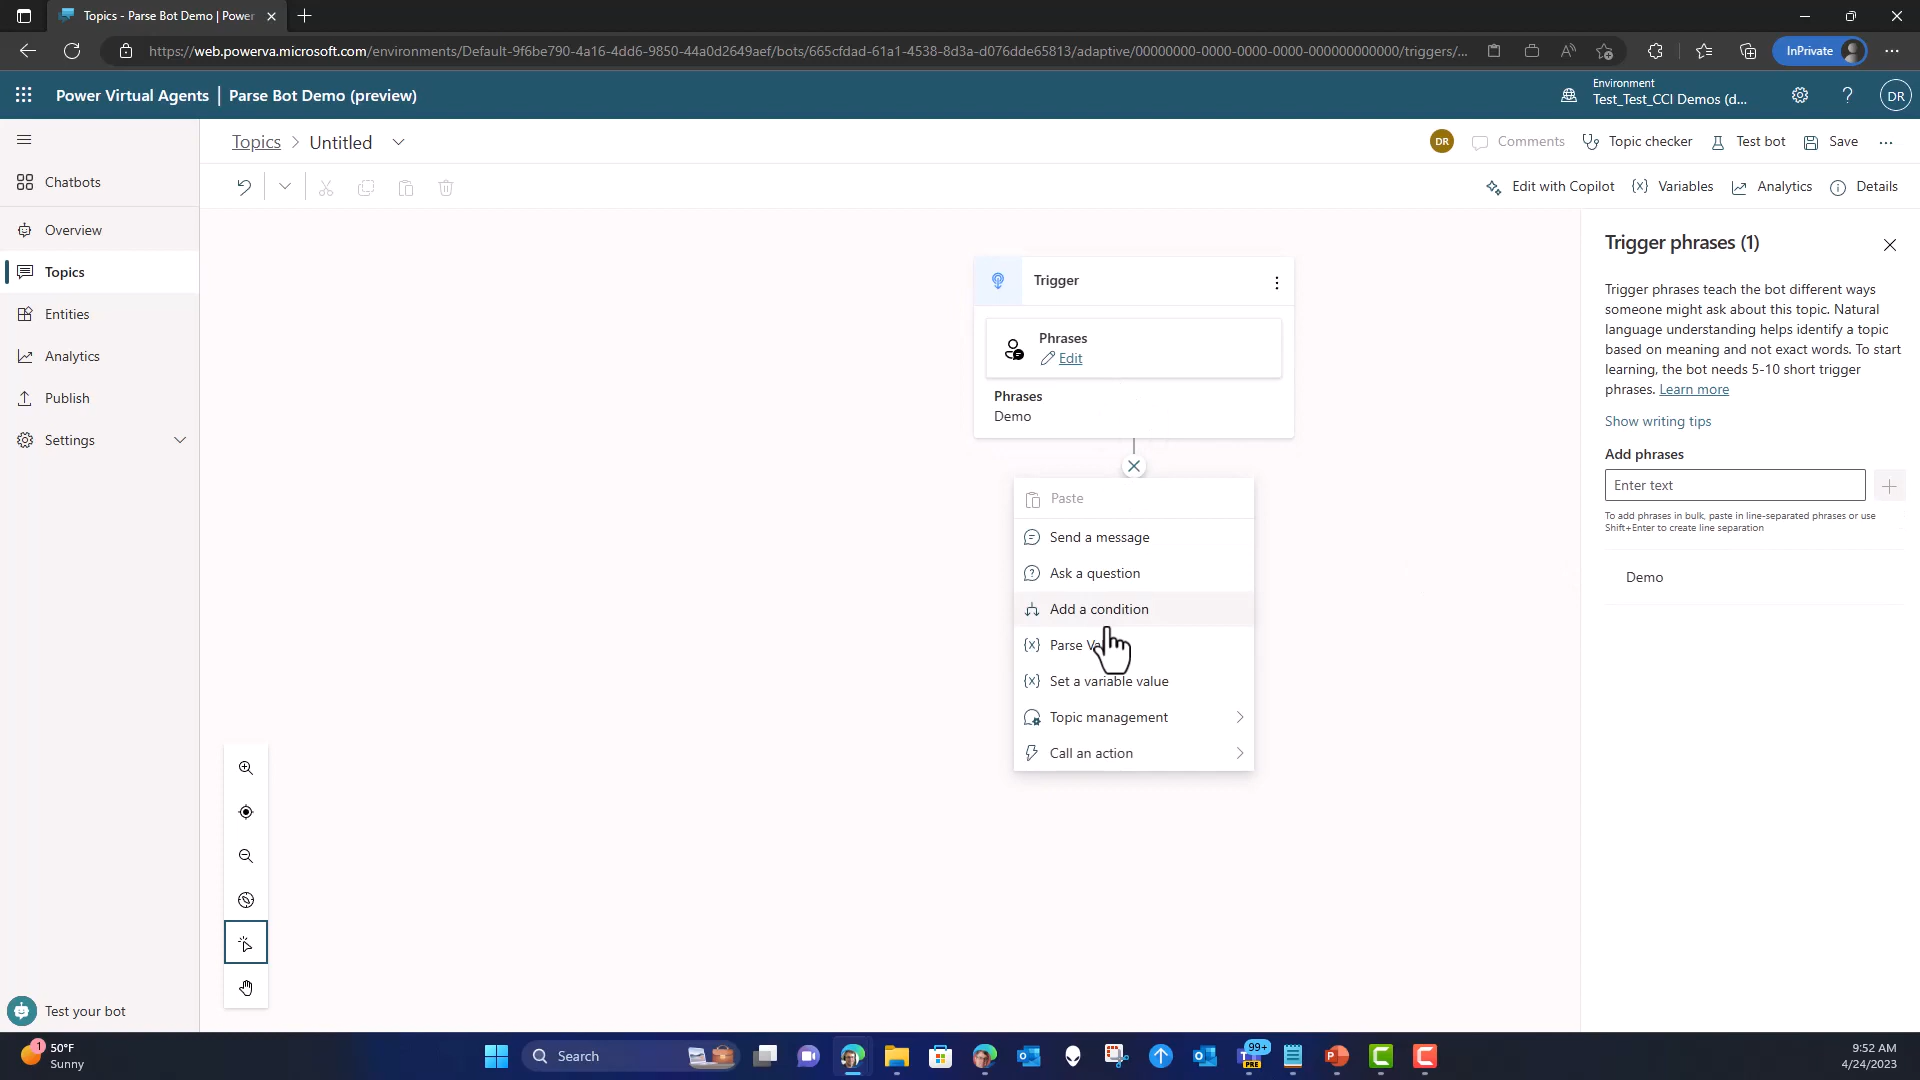 Topics - Parse Bot Demo | Power
https://web.powerva.microsoft.com/environments/Default-9f6be790-4a16-4dd6-9850-44a0d2649aef/bots/665cfdad-61a1-4538-8d3a-d076dde65813/adaptive/00000000-0000-0000-0000-000000000000/triggers/...
InPrivate
Power Virtual Agents | Parse Bot Demo (preview)
Environment
Test_Test_CCI Demos (d...
DR
Topics > Untitled
DR
Comments
Topic checker
Test bot
Save
Edit with Copilot
Variables
Analytics
Details
Chatbots
Overview
Topics
Entities
Analytics
Publish
Settings
Test your bot
Trigger
Phrases
Edit
Phrases
Demo
Paste
Send a message
Ask a question
Add a condition
Parse
Set a variable value
Topic management
Call an action
Trigger phrases (1)
Trigger phrases teach the bot different ways
someone might ask about this topic. Natural
language understanding helps identify a topic
based on meaning and not exact words. To start
learning, the bot needs 5-10 short trigger
phrases. Learn more
Show writing tips
Add phrases
Enter text
To add phrases in bulk, paste in line-separated phrases or use
Shift+Enter to create line separation
Demo
1
50°F
Sunny
Search
99+
PRE
9:52 AM
4/24/2023